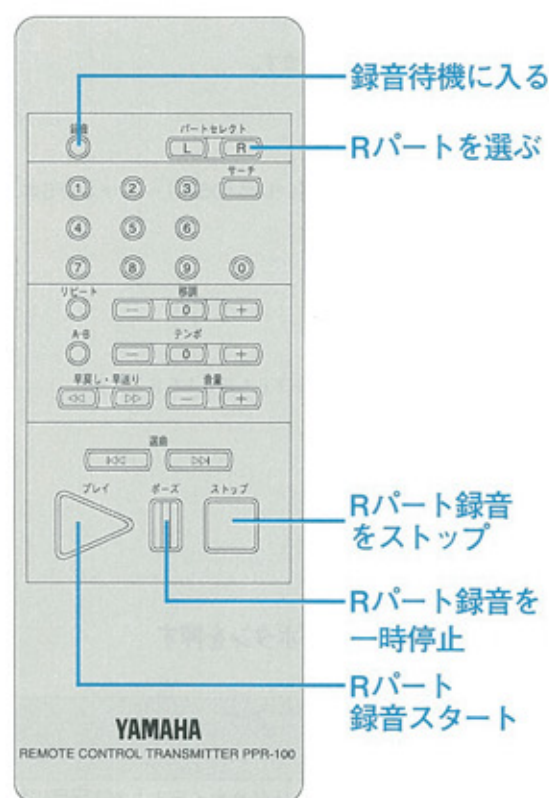 録音待機に入る
録音
パートセレクト
L R
Rパートを選ぶ
サーチ
1 2 3
4 5 6
7 8 9 0
リピート 移調
− 0 +
A-B テンポ
− 0 +
早戻し・早送り 音量
− +
選曲
プレイ ポーズ ストップ
Rパート録音
をストップ
Rパート録音を
一時停止
Rパート
録音スタート
YAMAHA
REMOTE CONTROL TRANSMITTER PPR-100